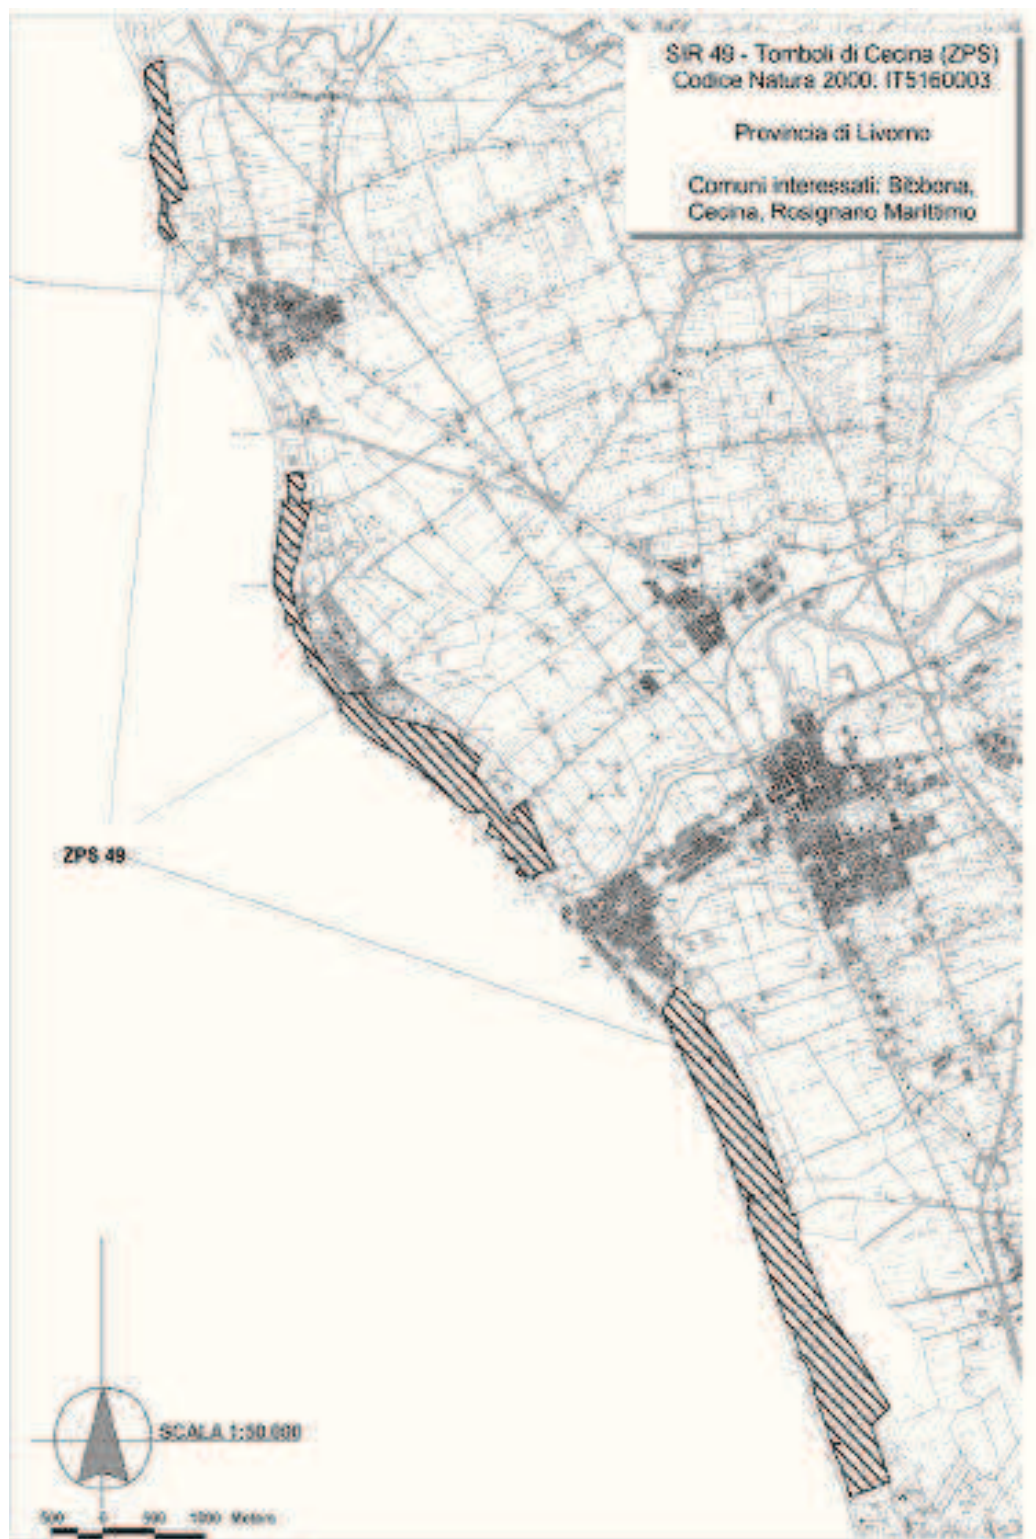 SIR 49 - Tomboli di Cecina (ZPS)
Codice Natura 2000: IT5160003
Provincia di Livorno
Comuni interessati: Bibbona,
Cecina, Rosignano Marittimo
ZPS 49
SCALA 1:50.000
500 0 500 1000 Meters